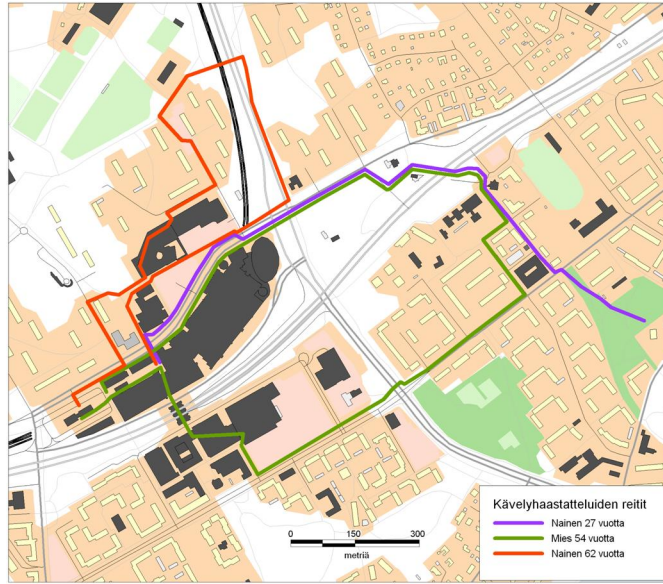 Kävelyhaastatteluiden reitit
Nainen 27 vuotta
Mies 54 vuotta
Nainen 62 vuotta
0 150 300
metriä